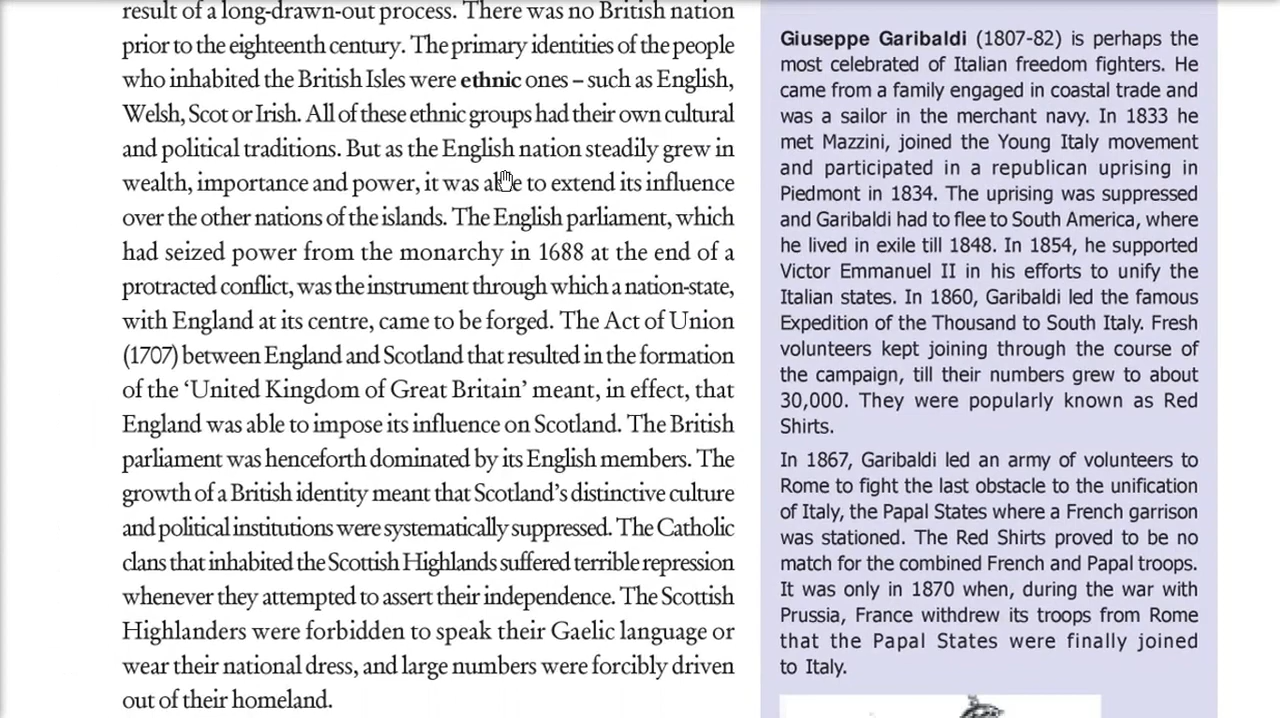 result of a long-drawn-out process. There was no British nation
prior to the eighteenth century. The primary identities of the people
who inhabited the British Isles were ethnic ones – such as English,
Welsh, Scot or Irish. All of these ethnic groups had their own cultural
and political traditions. But as the English nation steadily grew in
wealth, importance and power, it was able to extend its influence
over the other nations of the islands. The English parliament, which
had seized power from the monarchy in 1688 at the end of a
protracted conflict, was the instrument through which a nation-state,
with England at its centre, came to be forged. The Act of Union
(1707) between England and Scotland that resulted in the formation
of the ‘United Kingdom of Great Britain’ meant, in effect, that
England was able to impose its influence on Scotland. The British
parliament was henceforth dominated by its English members. The
growth of a British identity meant that Scotland’s distinctive culture
and political institutions were systematically suppressed. The Catholic
clans that inhabited the Scottish Highlands suffered terrible repression
whenever they attempted to assert their independence. The Scottish
Highlanders were forbidden to speak their Gaelic language or
wear their national dress, and large numbers were forcibly driven
out of their homeland.
Giuseppe Garibaldi (1807-82) is perhaps the
most celebrated of Italian freedom fighters. He
came from a family engaged in coastal trade and
was a sailor in the merchant navy. In 1833 he
met Mazzini, joined the Young Italy movement
and participated in a republican uprising in
Piedmont in 1834. The uprising was suppressed
and Garibaldi had to flee to South America, where
he lived in exile till 1848. In 1854, he supported
Victor Emmanuel II in his efforts to unify the
Italian states. In 1860, Garibaldi led the famous
Expedition of the Thousand to South Italy. Fresh
volunteers kept joining through the course of
the campaign, till their numbers grew to about
30,000. They were popularly known as Red
Shirts.
In 1867, Garibaldi led an army of volunteers to
Rome to fight the last obstacle to the unification
of Italy, the Papal States where a French garrison
was stationed. The Red Shirts proved to be no
match for the combined French and Papal troops.
It was only in 1870 when, during the war with
Prussia, France withdrew its troops from Rome
that the Papal States were finally joined
to Italy.